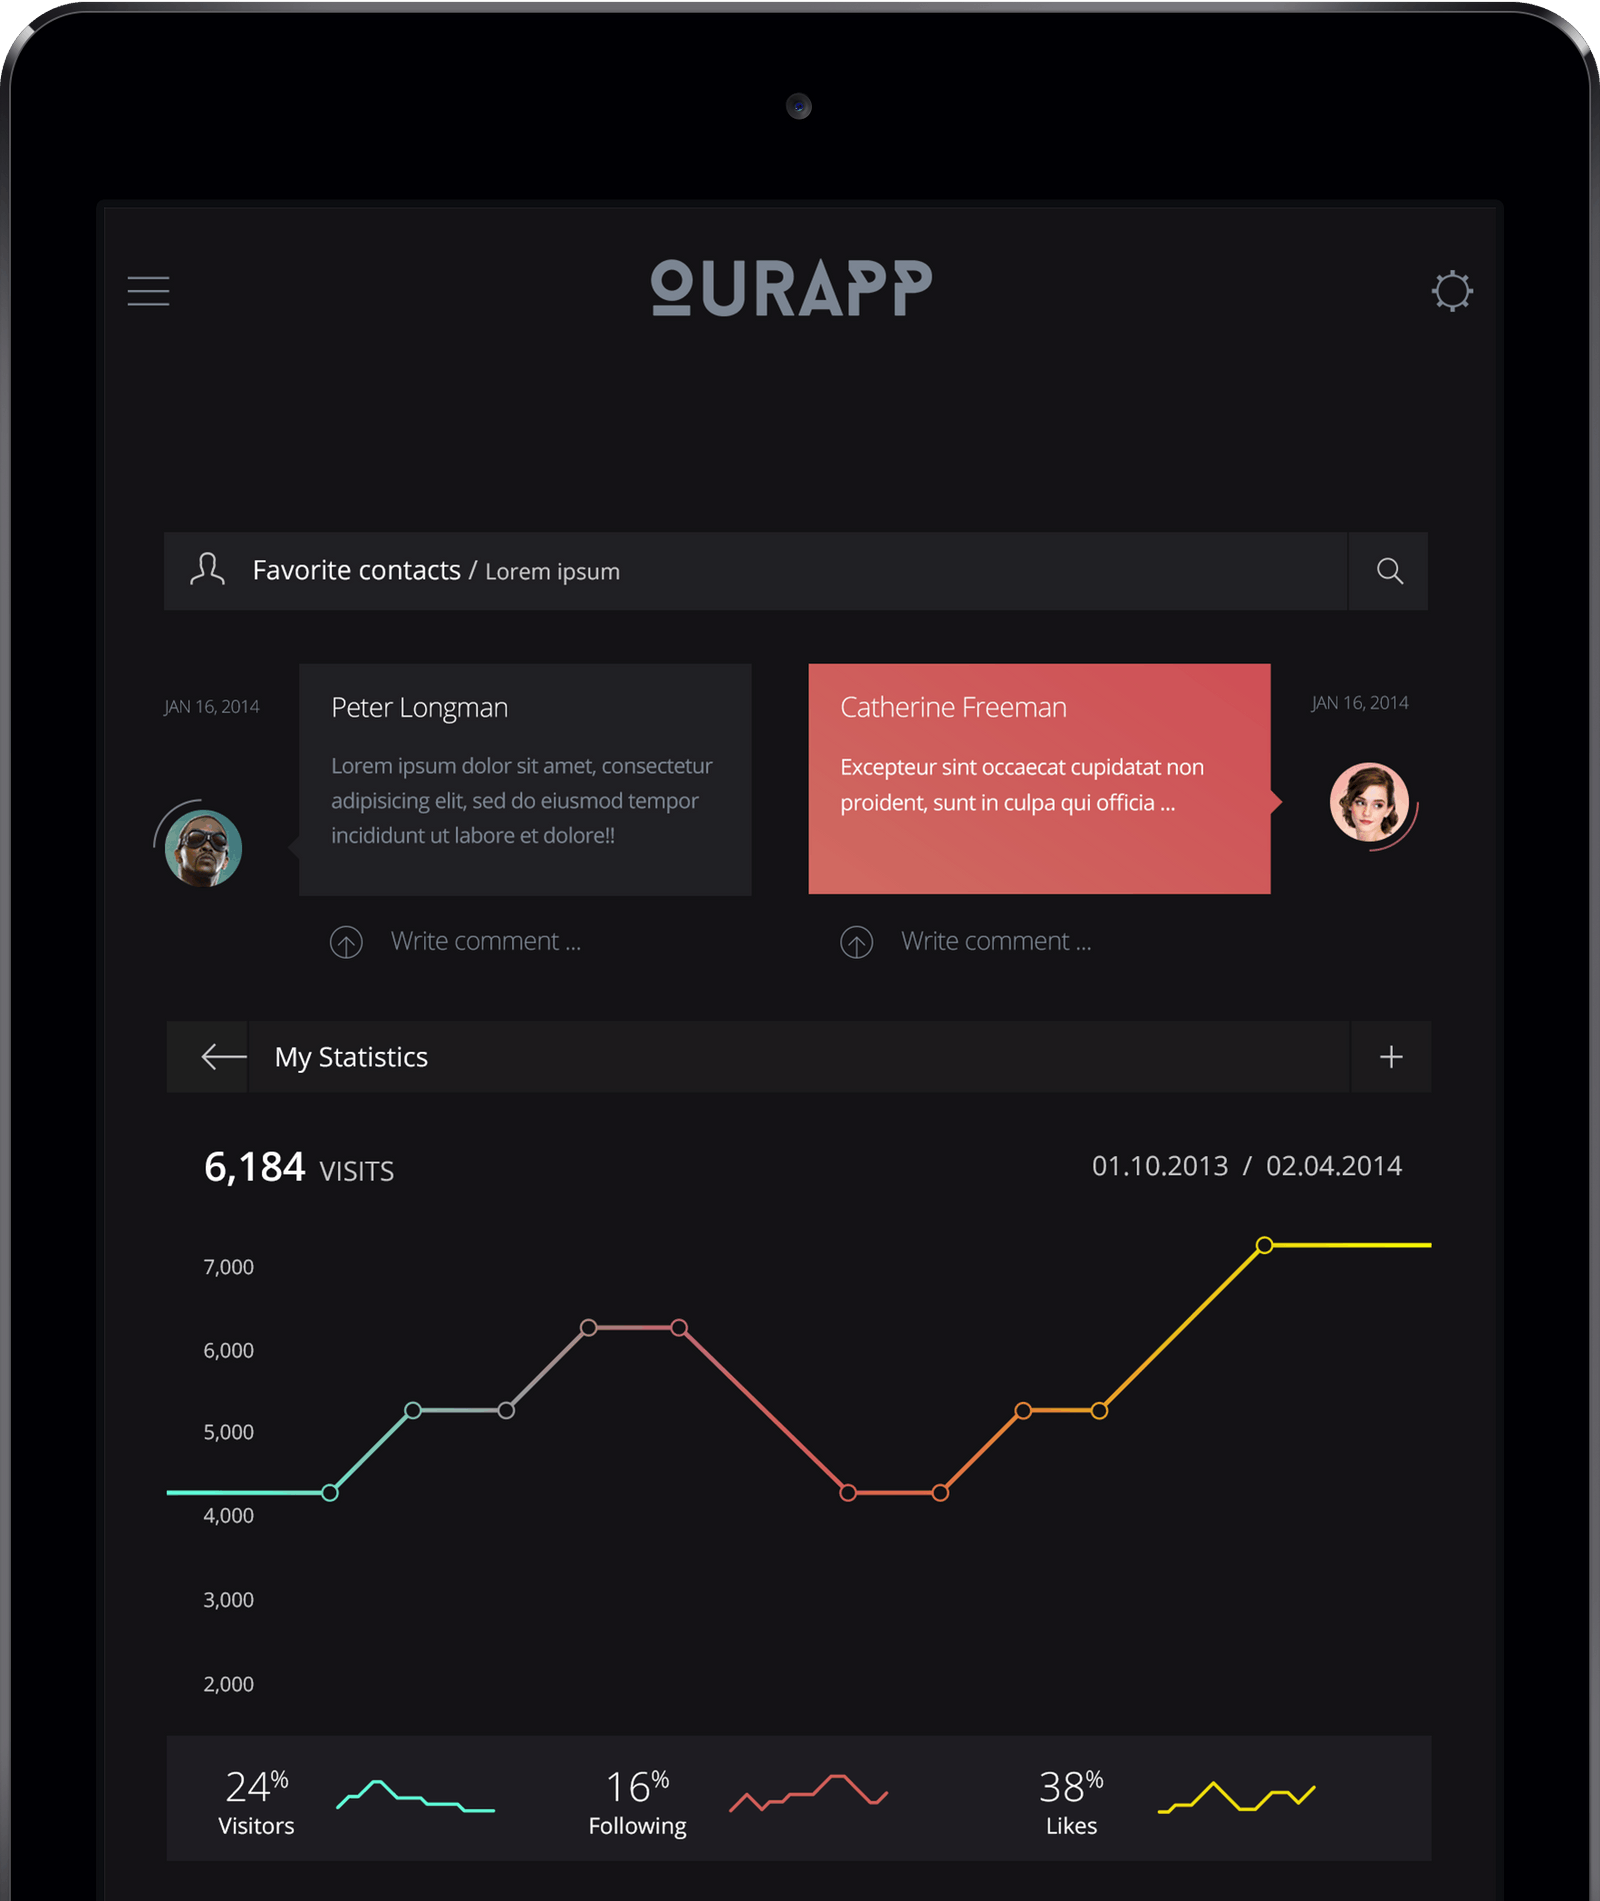 OURAPP
Favorite contacts / Lorem ipsum
JAN 16, 2014
Peter Longman
Lorem ipsum dolor sit amet, consectetur
adipisicing elit, sed do eiusmod tempor
incididunt ut labore et dolore!!
Write comment ...
Catherine Freeman
Excepteur sint occaecat cupidatat non
proident, sunt in culpa qui officia ...
JAN 16, 2014
Write comment ...
My Statistics
6,184 VISITS
01.10.2013 / 02.04.2014
7,000
6,000
5,000
4,000
3,000
2,000
24%
Visitors
16%
Following
38%
Likes